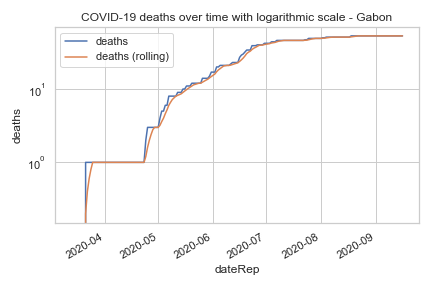 COVID-19 deaths over time with logarithmic scale - Gabon
deaths
deaths (rolling)
deaths
10¹
10⁰
2020-04
2020-05
2020-06
2020-07
2020-08
2020-09
dateRep